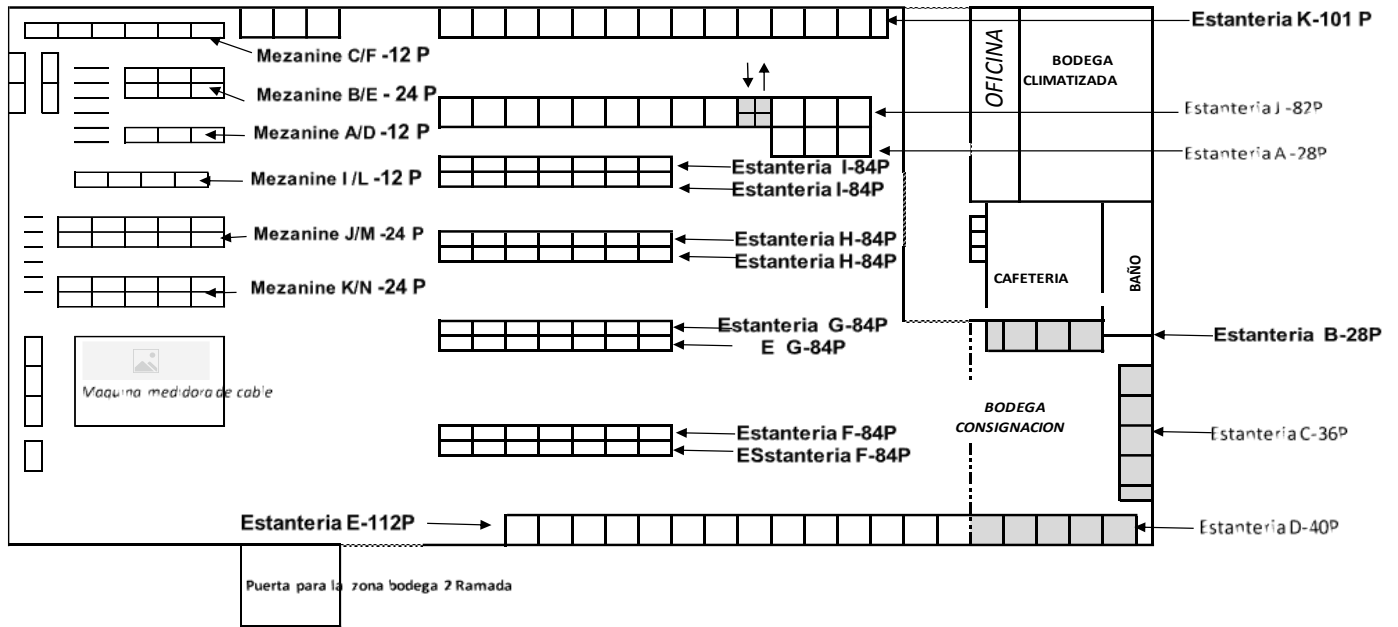 Estanteria K-101 P
Mezanine C/F -12 P
OFICINA
BODEGA
CLIMATIZADA
Mezanine B/E - 24 P
Estanteria J -82P
Mezanine A/D -12 P
Estanteria A -28P
Estanteria I-84P
Mezanine I /L -12 P
Estanteria I-84P
Mezanine J/M -24 P
Estanteria H-84P
Estanteria H-84P
BAÑO
CAFETERIA
Mezanine K/N -24 P
Estanteria G-84P
E G-84P
Estanteria B-28P
Maquina medidora de cable
BODEGA
CONSIGNACION
Estanteria F-84P
ESstanteria F-84P
Estanteria C-36P
Estanteria E-112P
Estanteria D-40P
Puerta para la zona bodega 2 Ramada